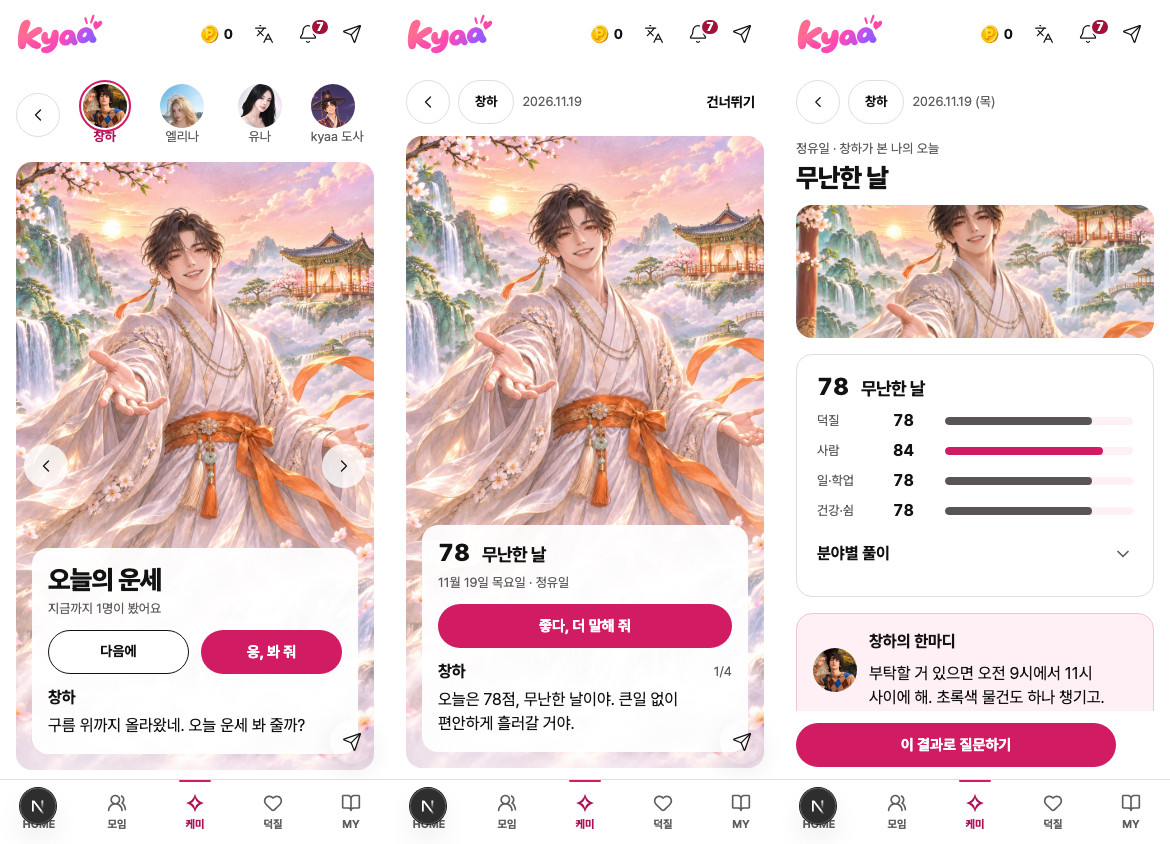 kyaa
0
7
창하
엘리나
유나
kyaa 도사
오늘의 운세
지금까지 1명이 봤어요
다음에
웅, 봐 줘
창하
구름 위까지 올라왔네. 오늘 운세 봐 줄까?
N
HOME
모임
케미
덕질
MY
kyaa
0
7
창하
2026.11.19
건너뛰기
78 무난한 날
11월 19일 목요일 · 정유일
좋다, 더 말해 줘
창하
1/4
오늘은 78점, 무난한 날이야. 큰일 없이
편안하게 흘러갈 거야.
N
HOME
모임
케미
덕질
MY
kyaa
0
7
창하
2026.11.19 (목)
정유일 · 창하가 본 나의 오늘
무난한 날
78 무난한 날
덕질 78
사람 84
일·학업 78
건강·쉼 78
분야별 풀이
창하의 한마디
부탁할 거 있으면 오전 9시에서 11시
사이에 해. 초록색 물건도 하나 챙기고.
이 결과로 질문하기
N
HOME
모임
케미
덕질
MY